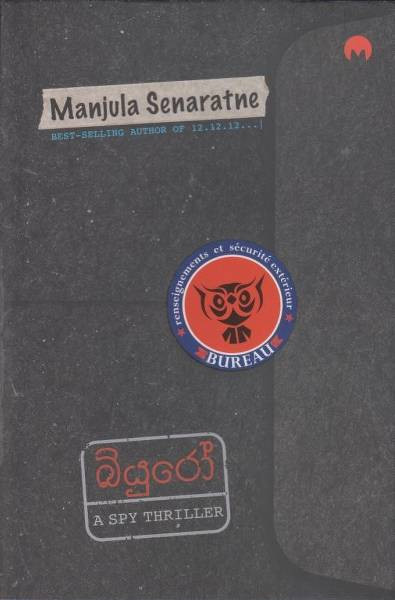 Manjula Senaratne
BEST-SELLING AUTHOR OF 12.12.12...|
renseignements et sécurité extérieur
BUREAU
බියුරෝ
A SPY THRILLER